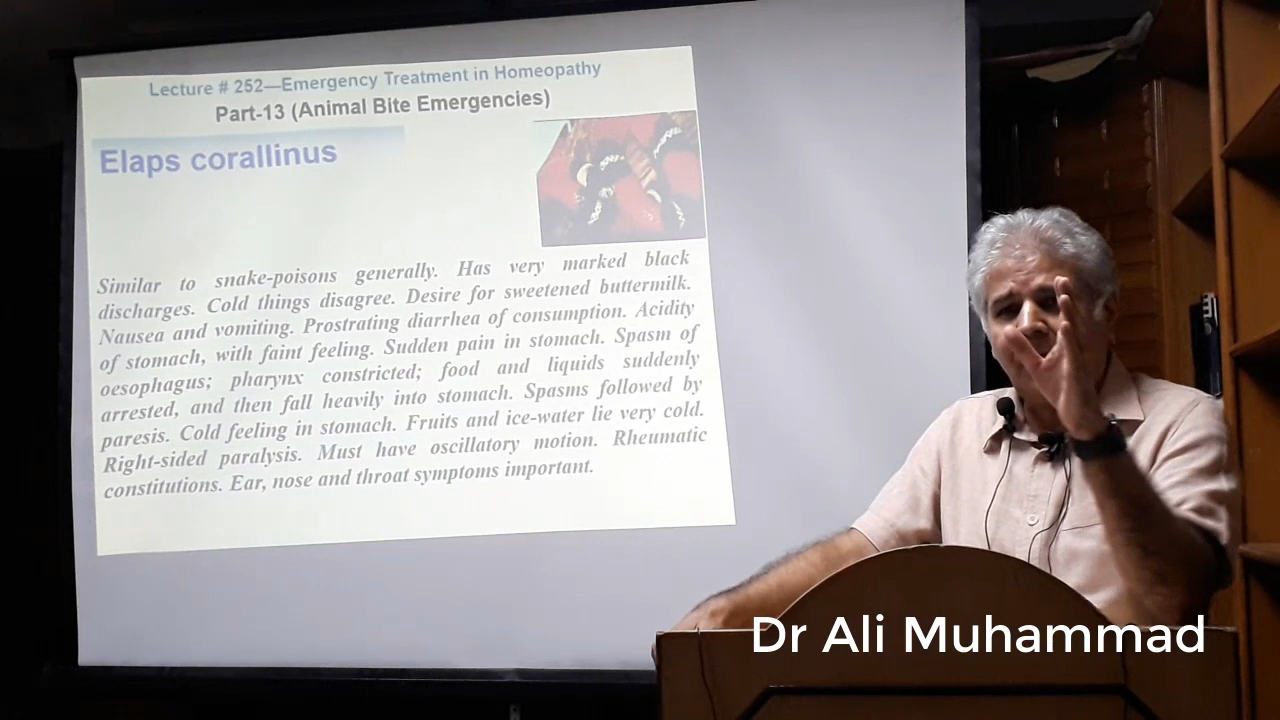 Lecture # 252—Emergency Treatment in Homeopathy
Part-13 (Animal Bite Emergencies)
Elaps corallinus
Similar to snake-poisons generally. Has very marked black
discharges. Cold things disagree. Desire for sweetened buttermilk.
Nausea and vomiting. Prostrating diarrhea of consumption. Acidity
of stomach, with faint feeling. Sudden pain in stomach. Spasm of
oesophagus; pharynx constricted; food and liquids suddenly
arrested, and then fall heavily into stomach. Spasms followed by
paresis. Cold feeling in stomach. Fruits and ice-water lie very cold.
Right-sided paralysis. Must have oscillatory motion. Rheumatic
constitutions. Ear, nose and throat symptoms important.
Dr Ali Muhammad